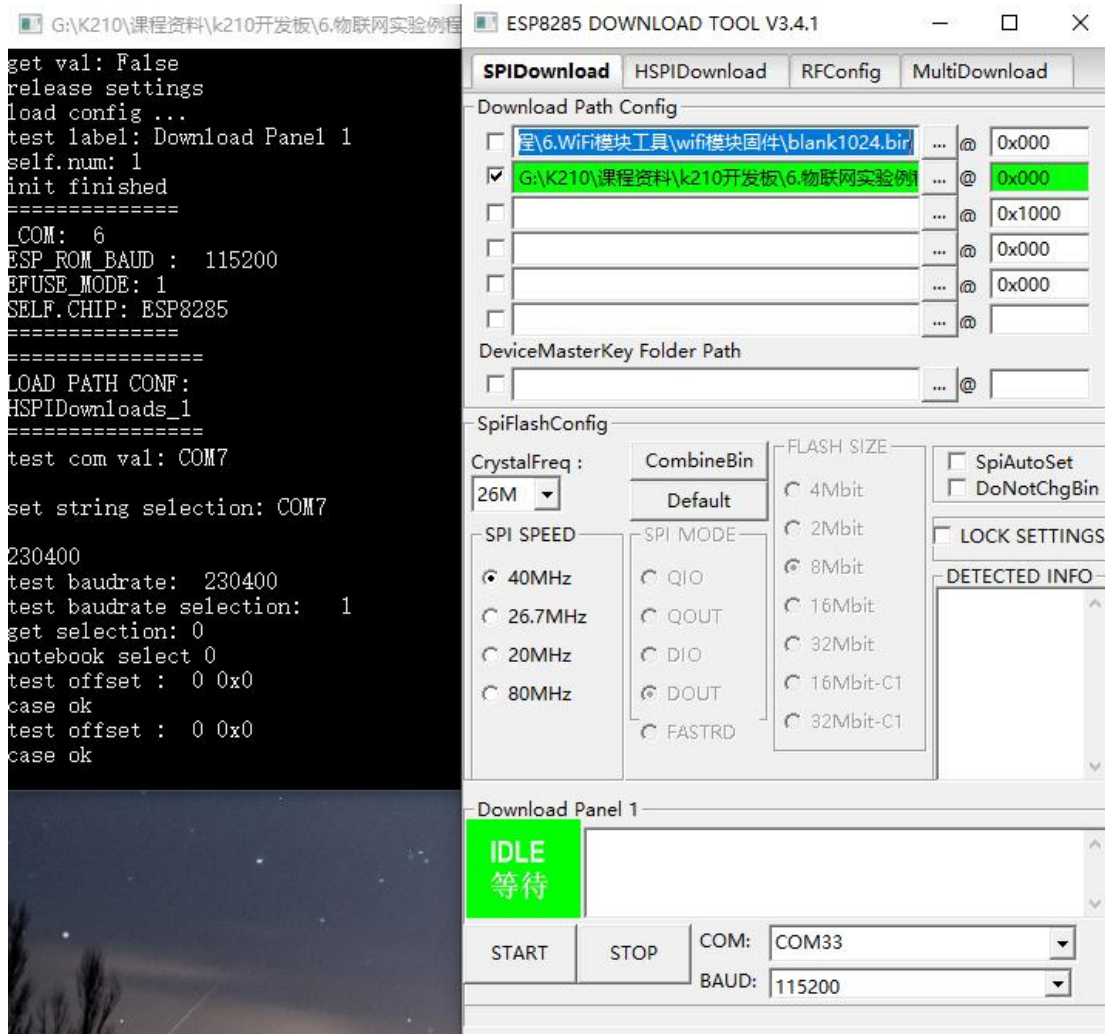 G:\K210\课程资料\k210开发板\6.物联网实验例程
get val: False
release settings
load config ...
test label: Download Panel 1
self.num: 1
init finished
==============
_COM:  6
ESP_ROM_BAUD :  115200
EFUSE_MODE: 1
SELF.CHIP: ESP8285
==============
================
LOAD PATH CONF:
HSPIDownloads_1
================
test com val: COM7
set string selection: COM7
230400
test baudrate:  230400
test baudrate selection:   1
get selection: 0
notebook select 0
test offset :  0 0x0
case ok
test offset :  0 0x0
case ok
ESP8285 DOWNLOAD TOOL V3.4.1
SPIDownload HSPIDownload RFConfig MultiDownload
Download Path Config
程\6.WiFi模块工具\wifi模块固件\blank1024.bin ... @ 0x000
G:\K210\课程资料\k210开发板\6.物联网实验例 ... @ 0x000
... @ 0x1000
... @ 0x000
... @ 0x000
... @
DeviceMasterKey Folder Path
... @
SpiFlashConfig
CrystalFreq :
26M
CombineBin
Default
SPI SPEED
40MHz
26.7MHz
20MHz
80MHz
SPI MODE
QIO
QOUT
DIO
DOUT
FASTRD
FLASH SIZE
4Mbit
2Mbit
8Mbit
16Mbit
32Mbit
16Mbit-C1
32Mbit-C1
SpiAutoSet
DoNotChgBin
LOCK SETTINGS
DETECTED INFO
Download Panel 1
IDLE
等待
START STOP
COM: COM33
BAUD: 115200